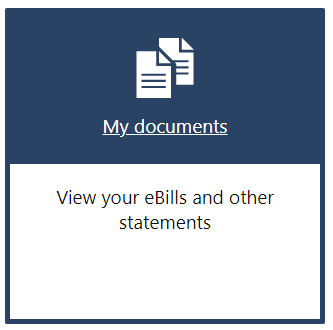 My documents
View your eBills and other
statements